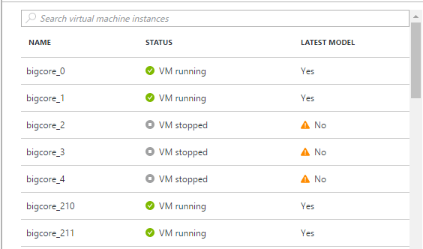 Search virtual machine instances
NAME STATUS LATEST MODEL
bigcore_0 VM running Yes
bigcore_1 VM running Yes
bigcore_2 VM stopped No
bigcore_3 VM stopped No
bigcore_4 VM stopped No
bigcore_210 VM running Yes
bigcore_211 VM running Yes